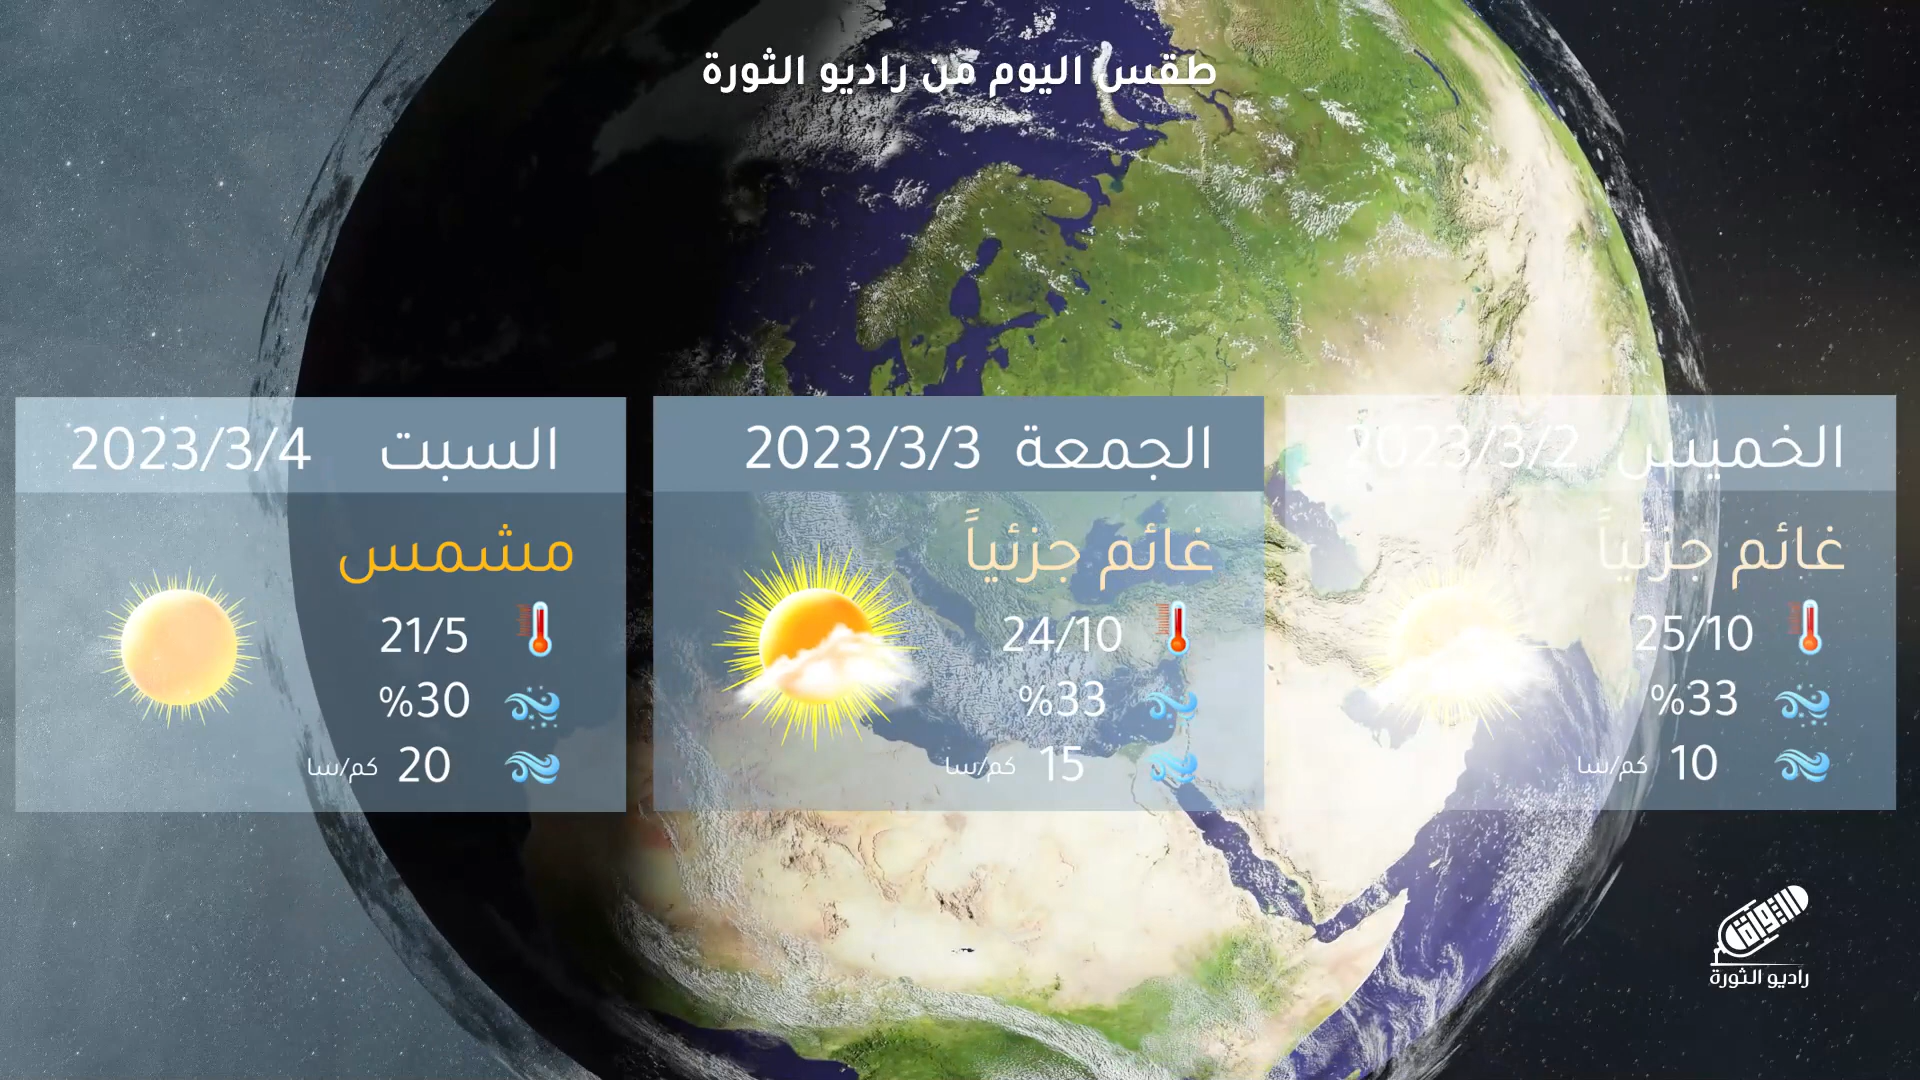 طقس اليوم من راديو الثورة
الخميس 2023/3/2
غائم جزئياً
25/10
%33
10 كم/سا
الجمعة 2023/3/3
غائم جزئياً
24/10
%33
15 كم/سا
السبت 2023/3/4
مشمس
21/5
%30
20 كم/سا
الثورة
راديو الثورة